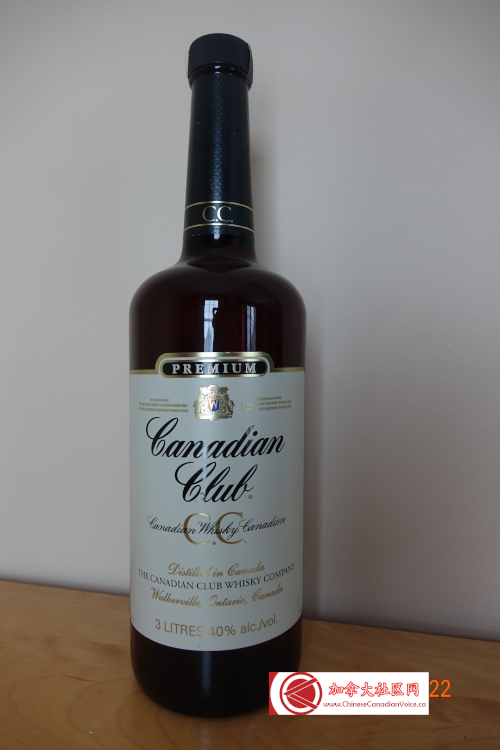 C.C.
PREMIUM
Canadian
Club®
Canadian Whisky Canadien
C.C.
Distilled in Canada
THE CANADIAN CLUB WHISKY COMPANY
Walkerville, Ontario, Canada
3 LITRES 40% alc./vol.
加拿大社区网
www.ChineseCanadianVoice.ca
22